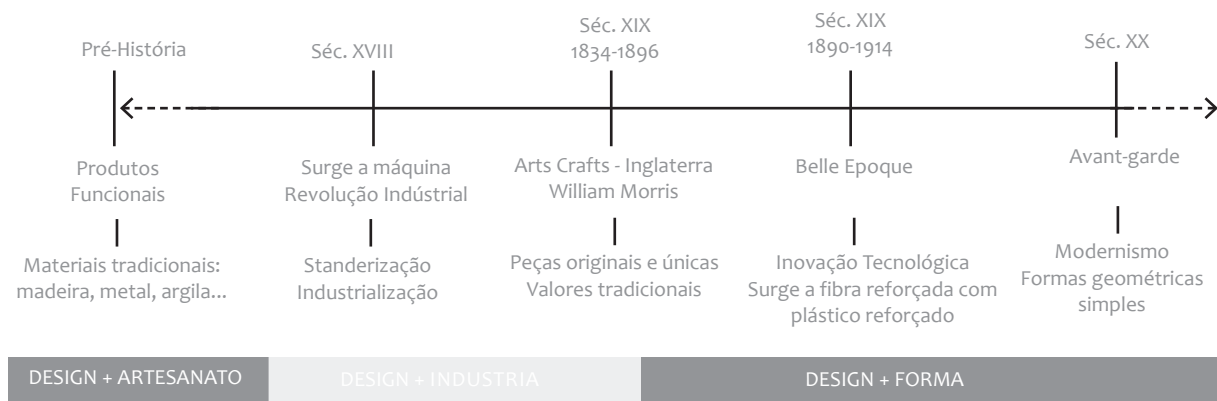 Pré-História
Séc. XVIII
Séc. XIX
1834-1896
Séc. XIX
1890-1914
Séc. XX
Produtos
Funcionais
Surge a máquina
Revolução Indústrial
Arts Crafts - Inglaterra
William Morris
Belle Epoque
Avant-garde
Materiais tradicionais:
madeira, metal, argila...
Standerização
Industrialização
Peças originais e únicas
Valores tradicionais
Inovação Tecnológica
Surge a fibra reforçada com
plástico reforçado
Modernismo
Formas geométricas
simples
DESIGN + ARTESANATO
DESIGN + INDUSTRIA
DESIGN + FORMA